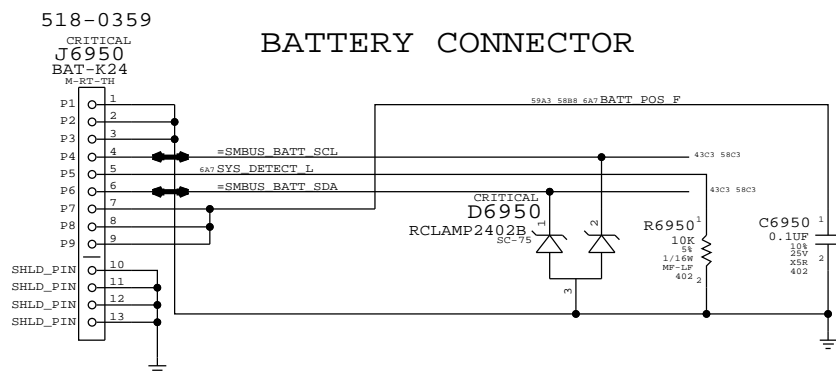 518-0359
CRITICAL
J6950
BAT-K24
M-RT-TH
BATTERY CONNECTOR
P1 1
P2 2
P3 3
P4 4
P5 5
P6 6
P7 7
P8 8
P9 9
SHLD_PIN 10
SHLD_PIN 11
SHLD_PIN 12
SHLD_PIN 13
59A3 58B8 6A7 BATT_POS_F
=SMBUS_BATT_SCL
43C3 58C3
6A7 SYS_DETECT_L
=SMBUS_BATT_SDA
43C3 58C3
CRITICAL
D6950
RCLAMP2402B
SC-75
1
2
3
R6950
10K
5%
1/16W
MF-LF
402
1
2
C6950
0.1UF
10%
25V
X5R
402
1
2